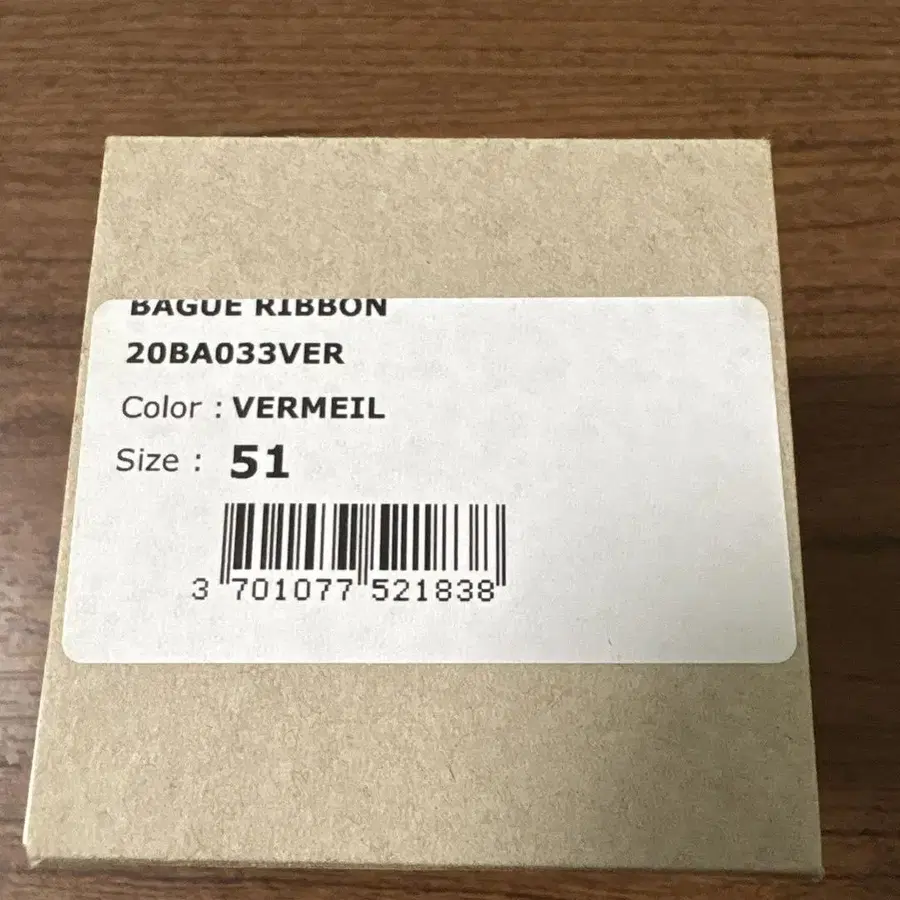 BAGUE RIBBON
20BA033VER
Color : VERMEIL
Size : 51
3 701077 521838